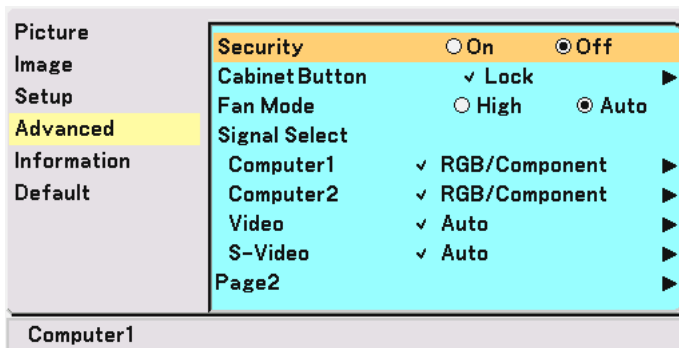 Picture
Image
Setup
Advanced
Information
Default
Security On Off
Cabinet Button ✓ Lock
Fan Mode High Auto
Signal Select
Computer1 ✓ RGB/Component
Computer2 ✓ RGB/Component
Video ✓ Auto
S-Video ✓ Auto
Page2
Computer1